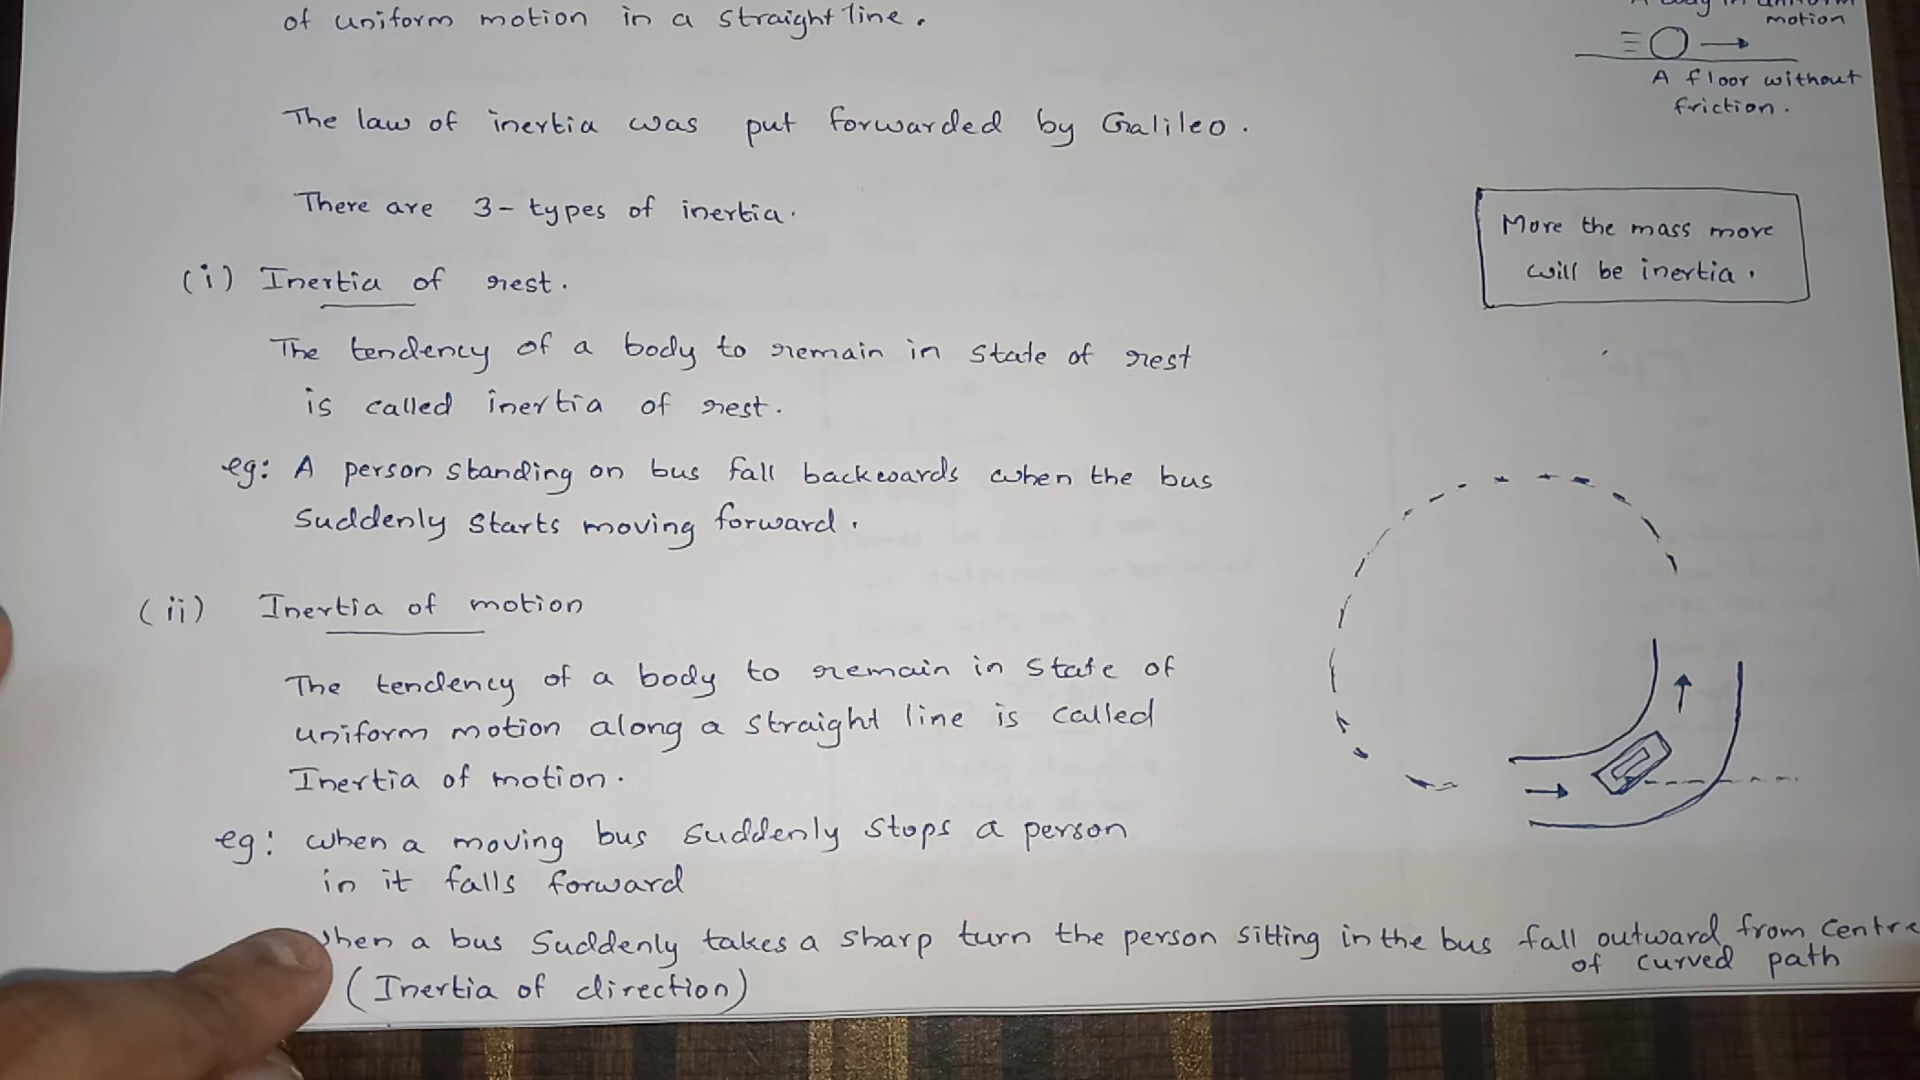 of uniform motion in a straight line.
motion
A floor without
friction.
The law of inertia was put forwarded by Galileo.
There are 3- types of inertia.
More the mass more
will be inertia.
(i) Inertia of rest.
The tendency of a body to remain in state of rest
is called inertia of rest.
eg: A person standing on bus fall backwards when the bus
suddenly starts moving forward.
(ii) Inertia of motion
The tendency of a body to remain in state of
uniform motion along a straight line is called
Inertia of motion.
eg: when a moving bus suddenly stops a person
in it falls forward
a bus suddenly takes a sharp turn the person sitting in the bus fall outward from centre
of curved path
(Inertia of direction)